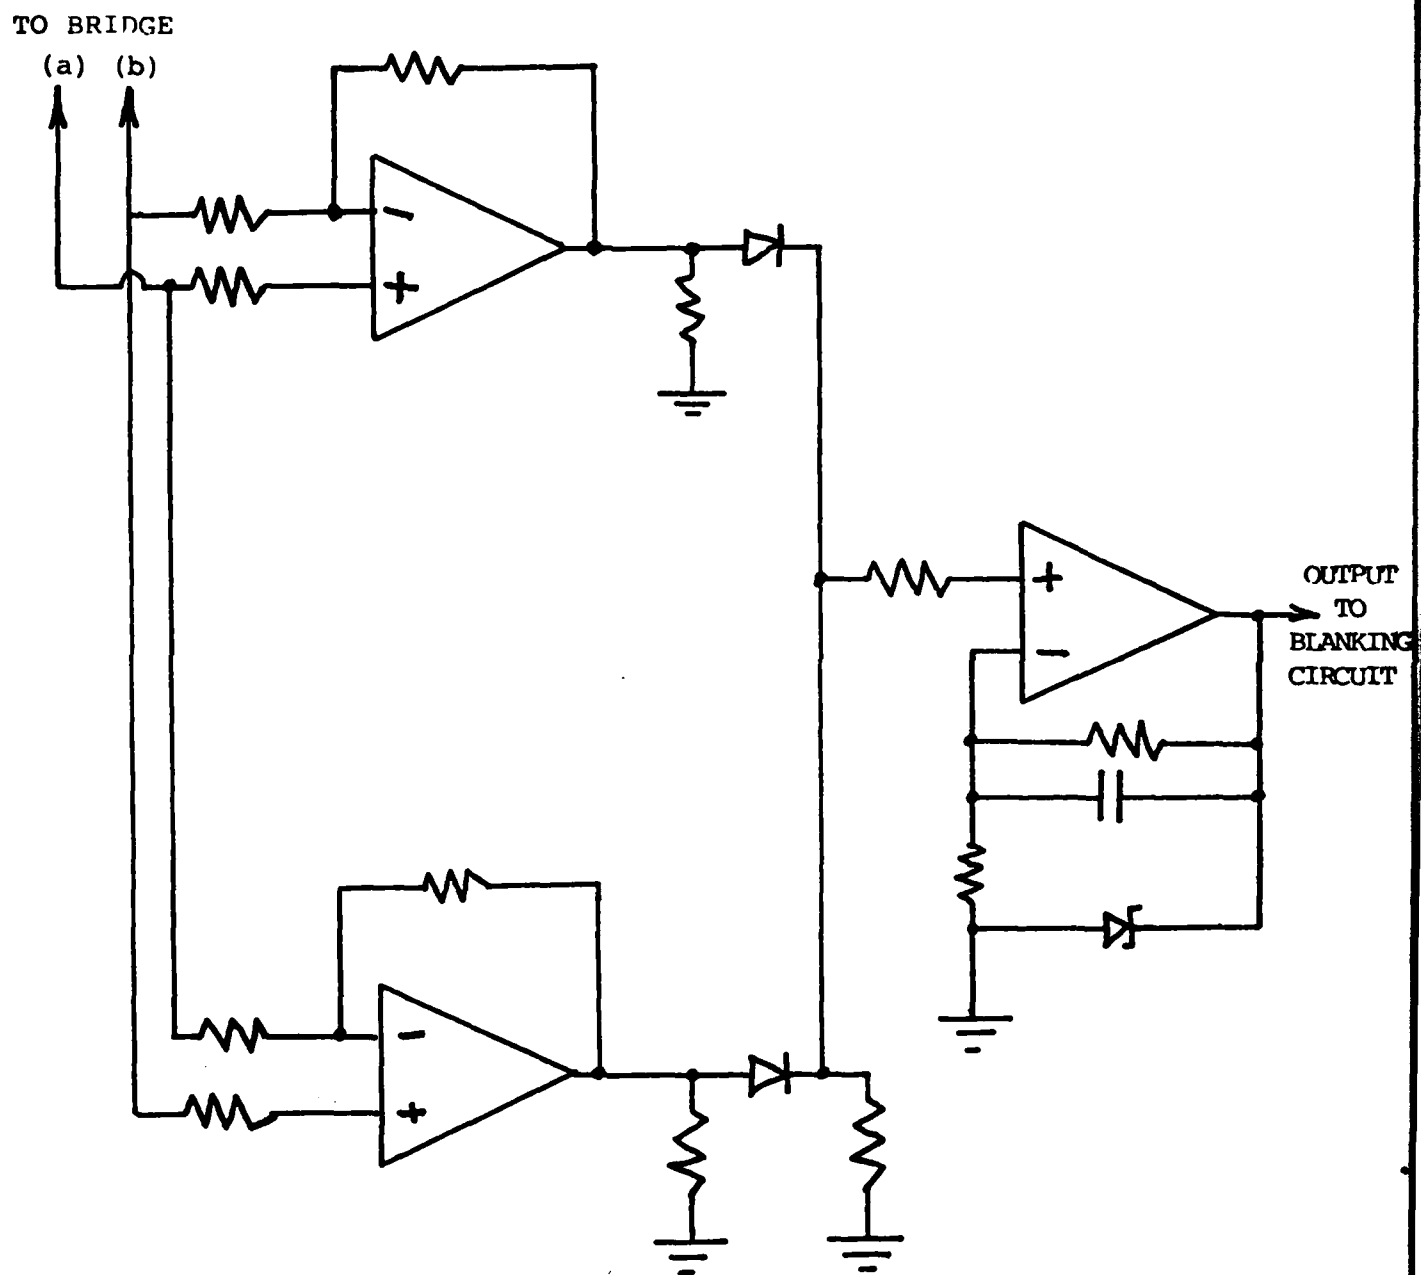 TO BRIDGE
(a) (b)
−
+
+
−
OUTPUT
TO
BLANKING
CIRCUIT
−
+